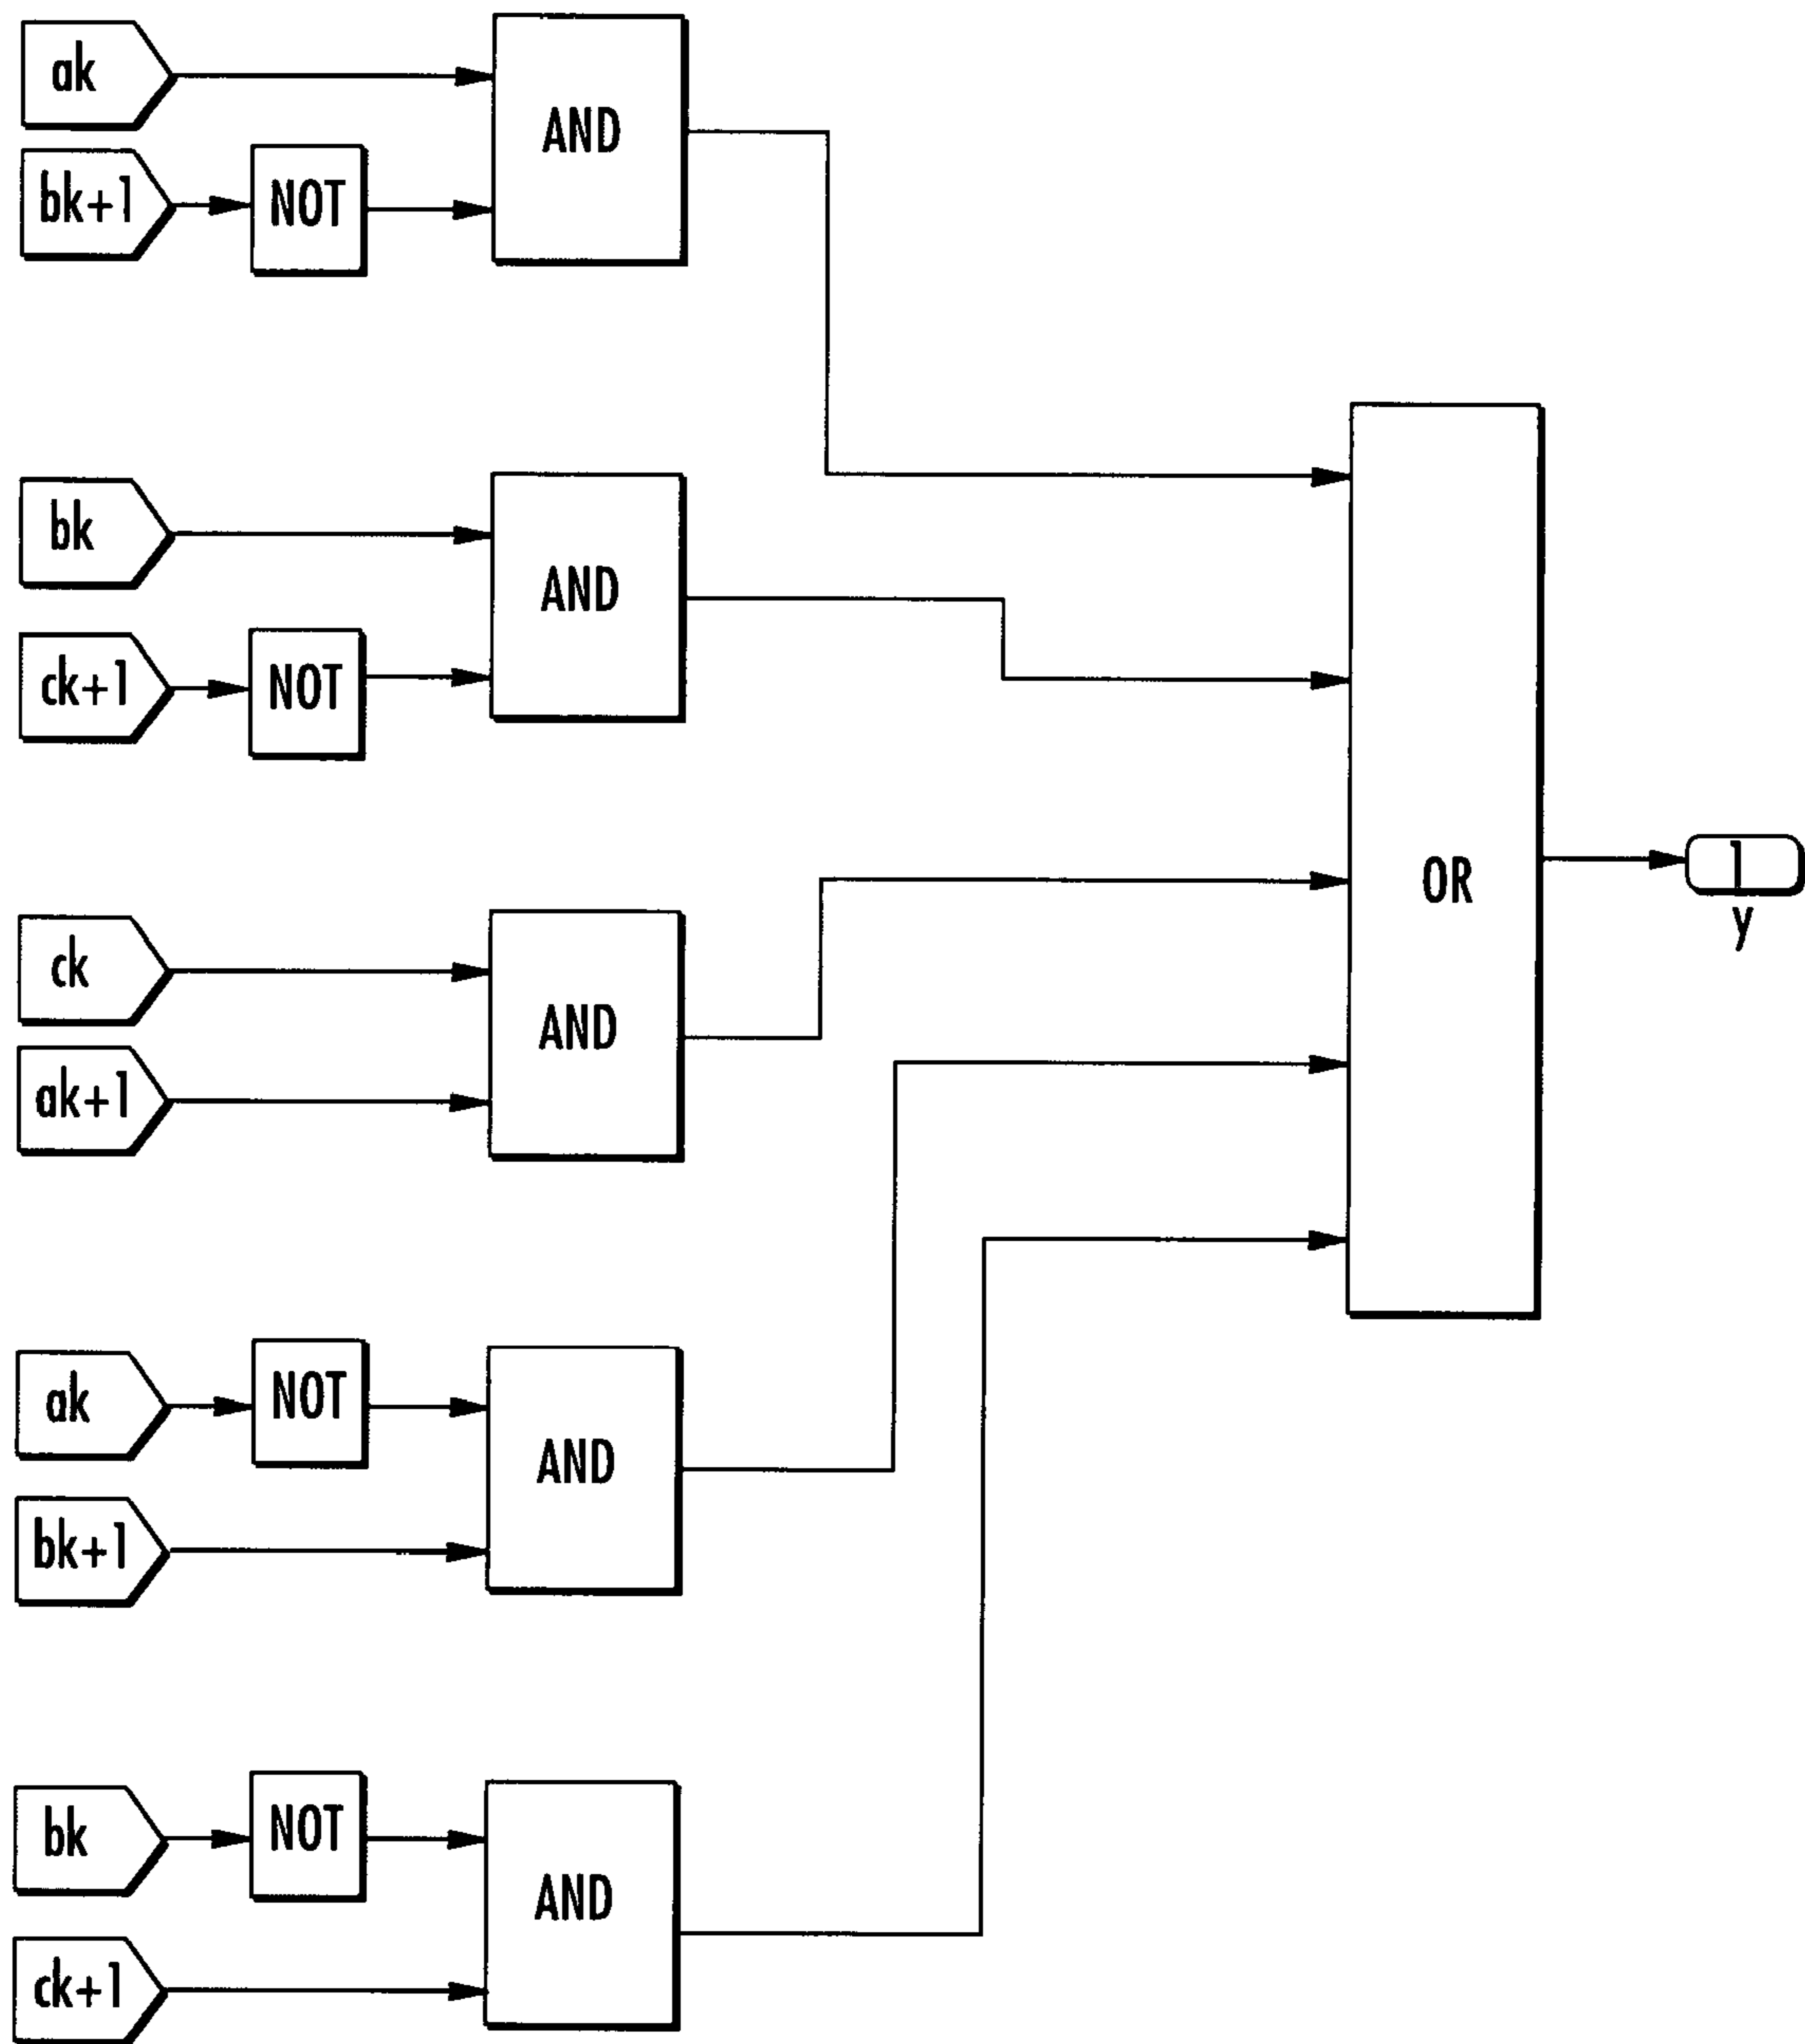 ak
AND
bk+1
NOT
bk
AND
ck+1
NOT
ck
AND
ak+1
OR
1
y
ak
NOT
AND
bk+1
bk
NOT
AND
ck+1